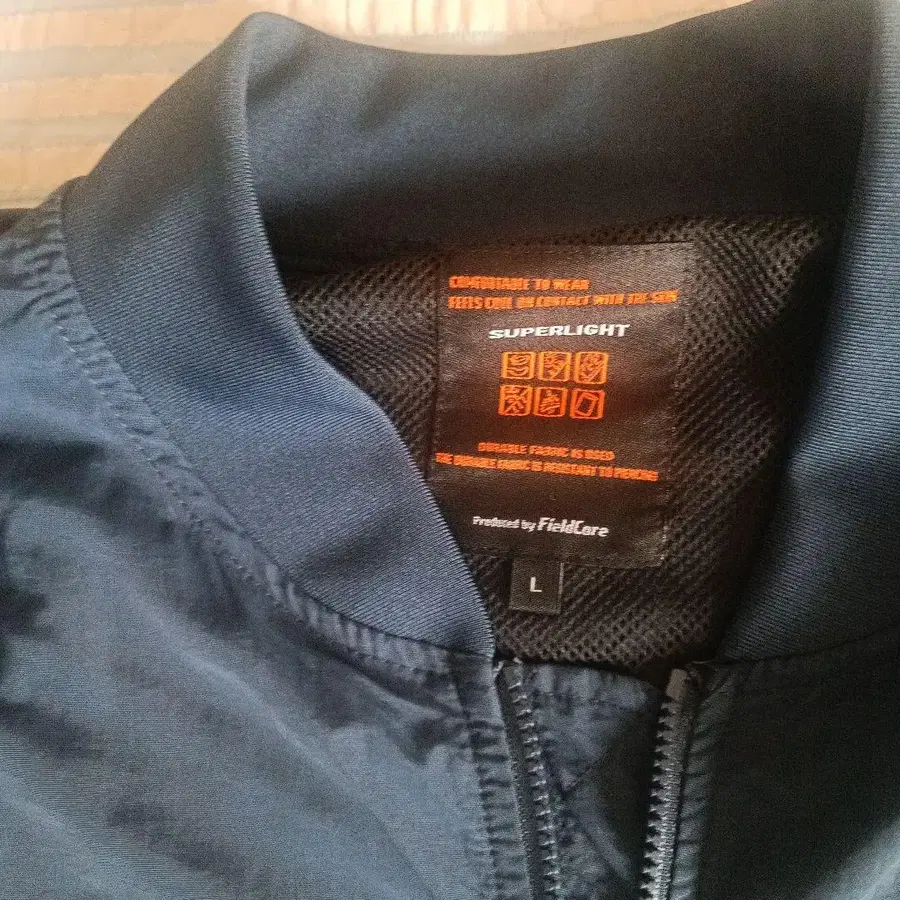 COMFORTABLE TO WEAR
FEELS COOL ON CONTACT WITH THE SKIN
SUPERLIGHT
DURABLE FABRIC IS USED
THE DURABLE FABRIC IS RESISTANT TO PIERCING
Produced by FieldCore
L